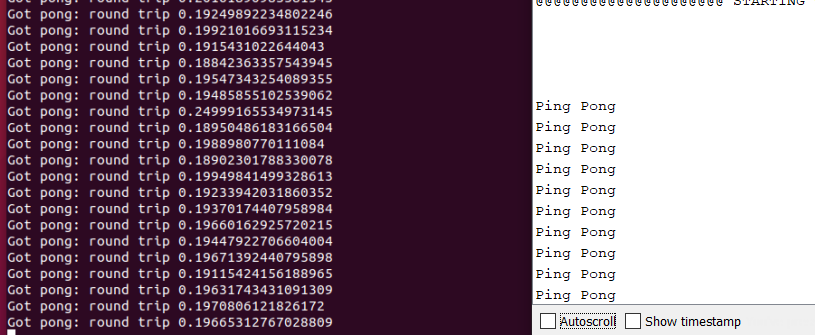 Got pong: round trip 0.19249892234802246
Got pong: round trip 0.19921016693115234
Got pong: round trip 0.1915431022644043
Got pong: round trip 0.18842363357543945
Got pong: round trip 0.19547343254089355
Got pong: round trip 0.19485855102539062
Got pong: round trip 0.24999165534973145
Got pong: round trip 0.18950486183166504
Got pong: round trip 0.1988980770111084
Got pong: round trip 0.18902301788330078
Got pong: round trip 0.19949841499328613
Got pong: round trip 0.19233942031860352
Got pong: round trip 0.19370174407958984
Got pong: round trip 0.19660162925720215
Got pong: round trip 0.19447922706604004
Got pong: round trip 0.19671392440795898
Got pong: round trip 0.19115424156188965
Got pong: round trip 0.19631743431091309
Got pong: round trip 0.1970806121826172
Got pong: round trip 0.19665312767028809
STARTING
Ping Pong
Ping Pong
Ping Pong
Ping Pong
Ping Pong
Ping Pong
Ping Pong
Ping Pong
Ping Pong
Ping Pong
Autoscroll Show timestamp